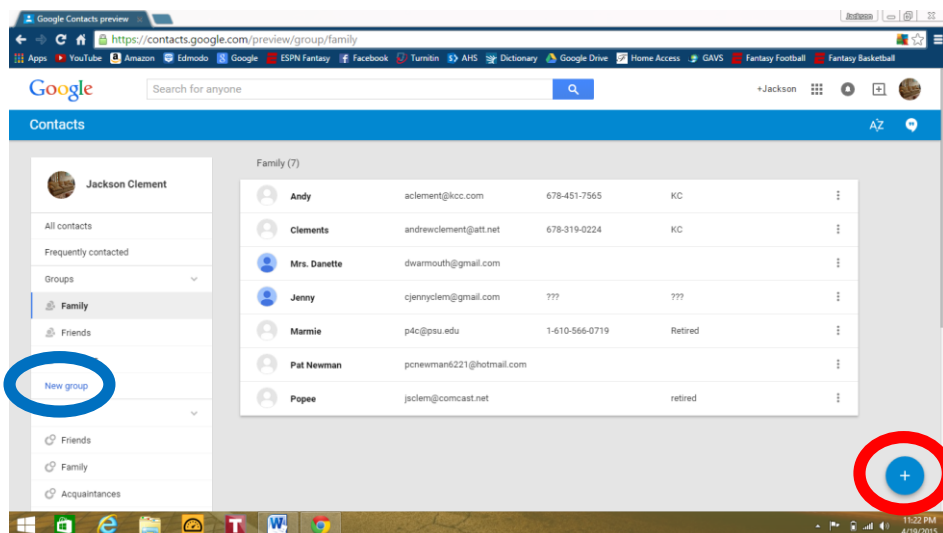 Google Contacts preview
Jackson
https://contacts.google.com/preview/group/family
Apps YouTube Amazon Edmodo Google ESPN Fantasy Facebook Turnitin AHS Dictionary Google Drive Home Access GAVS Fantasy Football Fantasy Basketball
Google Search for anyone +Jackson
Contacts AZ
Jackson Clement
All contacts
Frequently contacted
Groups
Family
Friends
New group
Friends
Family
Acquaintances
Family (7)
Andy aclement@kcc.com 678-451-7565 KC
Clements andrewclement@att.net 678-319-0224 KC
Mrs. Danette dwarmouth@gmail.com
Jenny cjennyclem@gmail.com ??? ???
Marmie p4c@psu.edu 1-610-566-0719 Retired
Pat Newman pcnewman6221@hotmail.com
Popee jsclem@comcast.net retired
+
11:22 PM
4/19/2015